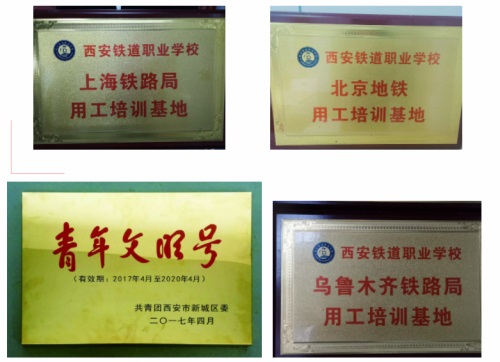 西安铁道职业学校
上海铁路局
用工培训基地
西安铁道职业学校
北京地铁
用工培训基地
青年文明号
(有效期：2017年4月至2020年4月)
共青团西安市新城区委
二〇一七年四月
西安铁道职业学校
乌鲁木齐铁路局
用工培训基地